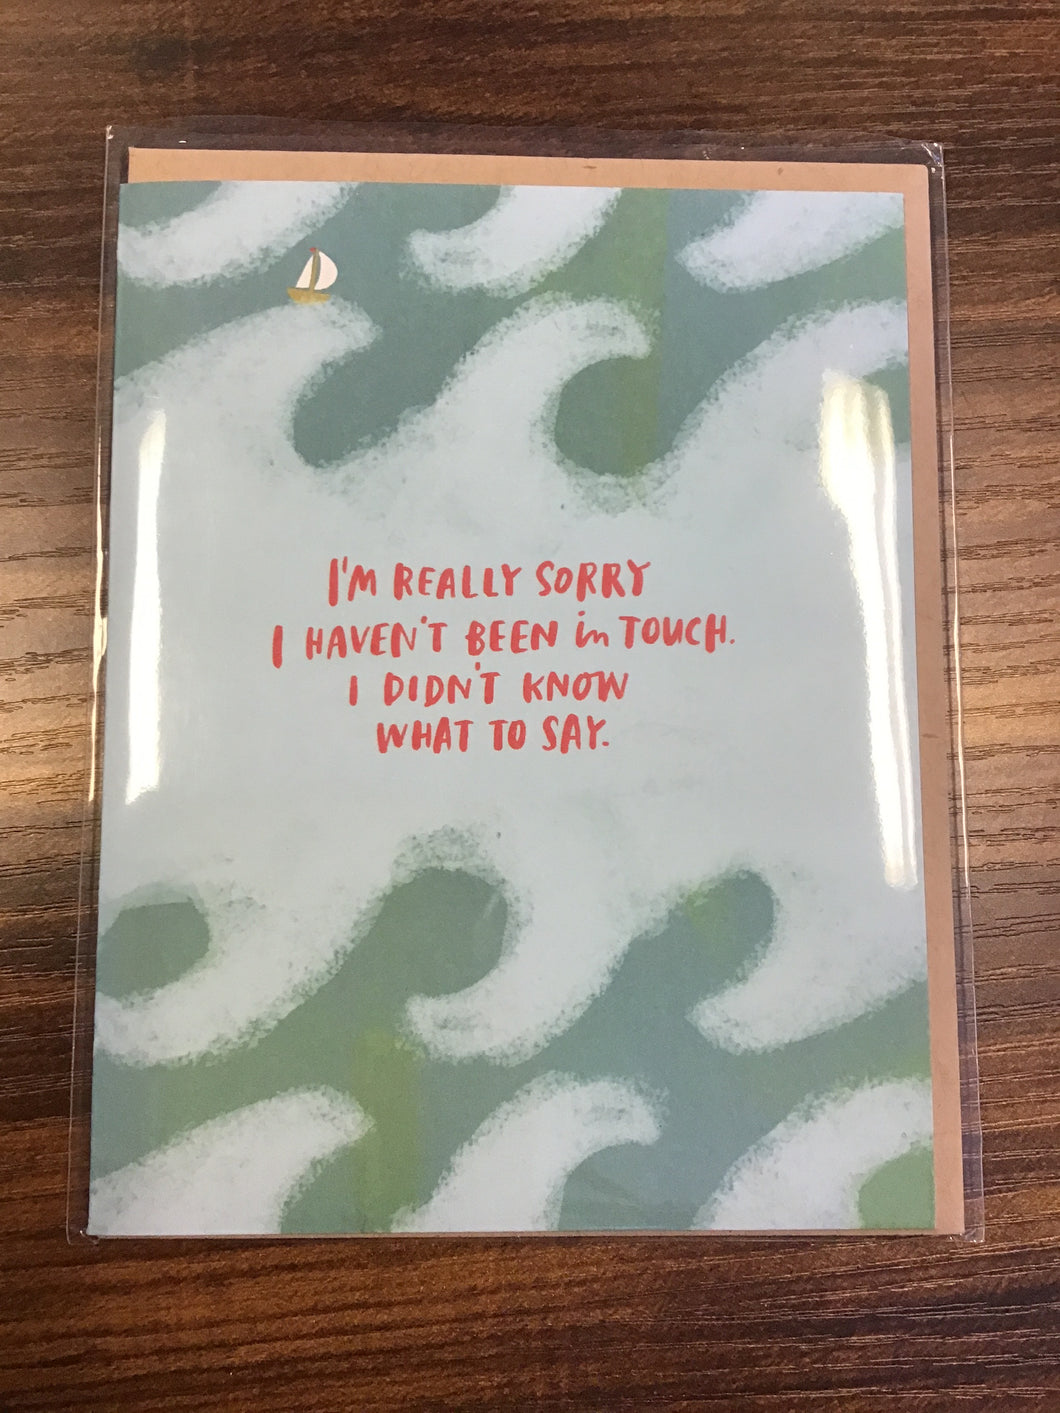 I'M REALLY SORRY
I HAVEN'T BEEN in TOUCH.
I DIDN'T KNOW
WHAT TO SAY.